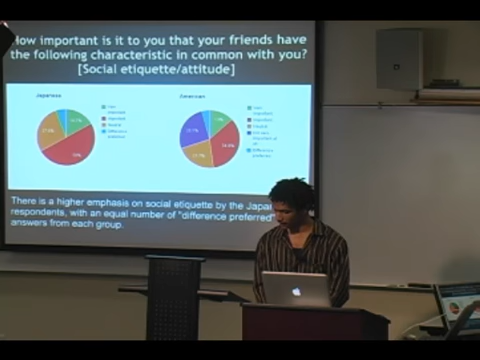 How important is it to you that your friends have
the following characteristic in common with you?
[Social etiquette/attitude]
Japanese
American
There is a higher emphasis on social etiquette by the Japa
respondents, with an equal number of "difference preferred"
answers from each group.